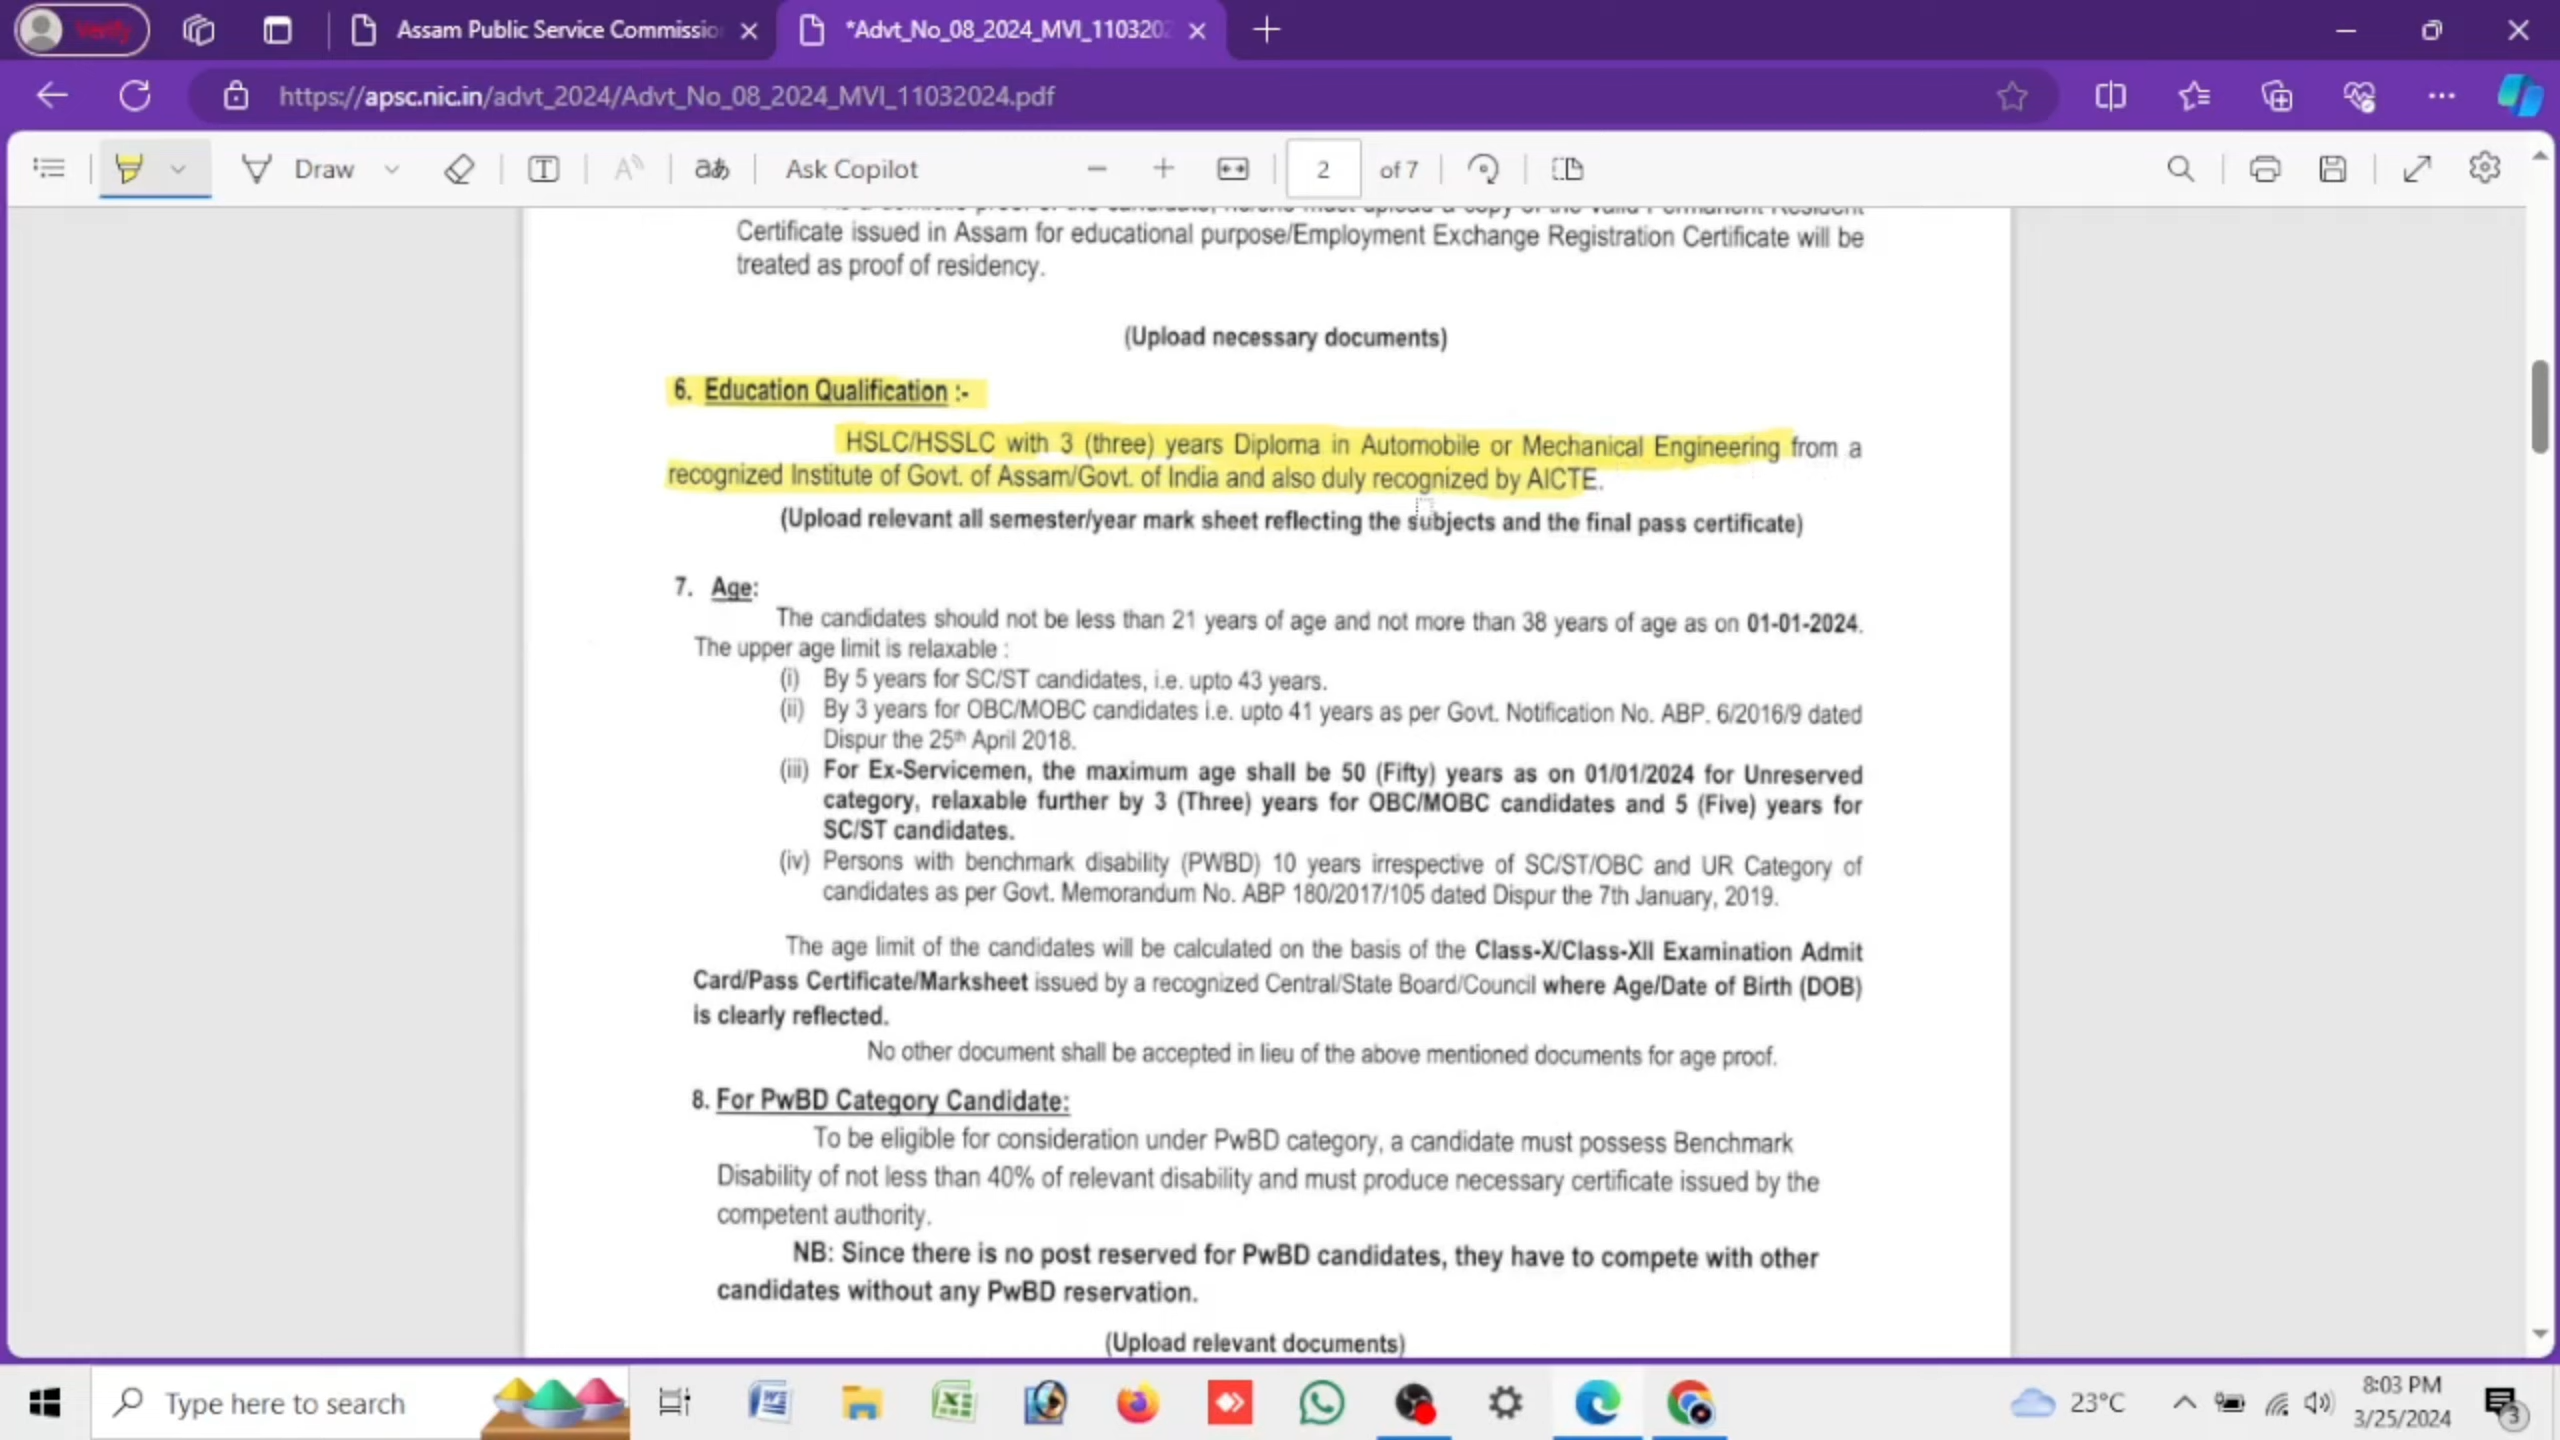 Verify
Assam Public Service Commissio
*Advt_No_08_2024_MVI_1103202
https://apsc.nic.in/advt_2024/Advt_No_08_2024_MVI_11032024.pdf
Draw
Ask Copilot
2 of 7
Certificate issued in Assam for educational purpose/Employment Exchange Registration Certificate will be
treated as proof of residency.
(Upload necessary documents)
6. Education Qualification :-
HSLC/HSSLC with 3 (three) years Diploma in Automobile or Mechanical Engineering from a
recognized Institute of Govt. of Assam/Govt. of India and also duly recognized by AICTE.
(Upload relevant all semester/year mark sheet reflecting the subjects and the final pass certificate)
7. Age:
The candidates should not be less than 21 years of age and not more than 38 years of age as on 01-01-2024.
The upper age limit is relaxable :
(i) By 5 years for SC/ST candidates, i.e. upto 43 years.
(ii) By 3 years for OBC/MOBC candidates i.e. upto 41 years as per Govt. Notification No. ABP. 6/2016/9 dated
Dispur the 25th April 2018.
(iii) For Ex-Servicemen, the maximum age shall be 50 (Fifty) years as on 01/01/2024 for Unreserved
category, relaxable further by 3 (Three) years for OBC/MOBC candidates and 5 (Five) years for
SC/ST candidates.
(iv) Persons with benchmark disability (PWBD) 10 years irrespective of SC/ST/OBC and UR Category of
candidates as per Govt. Memorandum No. ABP 180/2017/105 dated Dispur the 7th January, 2019.
The age limit of the candidates will be calculated on the basis of the Class-X/Class-XII Examination Admit
Card/Pass Certificate/Marksheet issued by a recognized Central/State Board/Council where Age/Date of Birth (DOB)
is clearly reflected.
No other document shall be accepted in lieu of the above mentioned documents for age proof.
8. For PwBD Category Candidate:
To be eligible for consideration under PwBD category, a candidate must possess Benchmark
Disability of not less than 40% of relevant disability and must produce necessary certificate issued by the
competent authority.
NB: Since there is no post reserved for PwBD candidates, they have to compete with other
candidates without any PwBD reservation.
(Upload relevant documents)
Type here to search
23°C
8:03 PM
3/25/2024
3